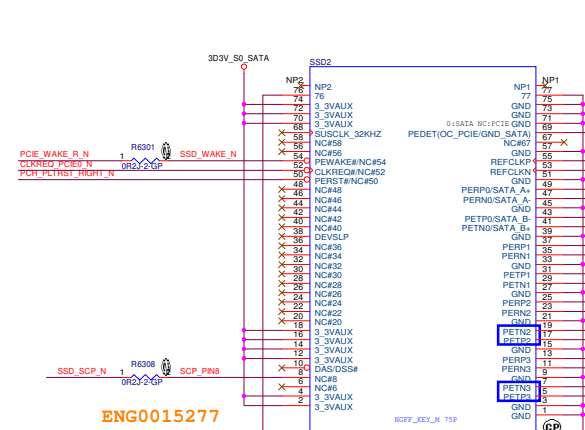 3D3V_S0_SATA
SSD2
NP2 NP2 NP1 NP1
76 76 77 77
74 3_3VAUX GND 75
72 3_3VAUX GND 73
70 3_3VAUX GND 71
68 SUSCLK_32KHZ 0:SATA NC:PCIE PEDET(OC_PCIE/GND_SATA) 69
58 NC#58 NC#67 67
56 NC#56 GND 57
PCIE_WAKE_R_N 1 R6301 2 0R2J-2-GP SSD_WAKE_N 54 PEWAKE#/NC#54 REFCLKP 55
CLKREQ_PCIE0_N 52 CLKREQ#/NC#52 REFCLKN 53
PCH_PLTRST_RIGHT_N 50 PERST#/NC#50 GND 51
48 NC#48 PERP0/SATA_A+ 49
46 NC#46 PERN0/SATA_A- 47
44 NC#44 GND 45
42 NC#42 PETP0/SATA_B- 43
40 NC#40 PETN0/SATA_B+ 41
38 DEVSLP GND 39
36 NC#36 PERP1 37
34 NC#34 PERN1 35
32 NC#32 GND 33
30 NC#30 PETP1 31
28 NC#28 PETN1 29
26 NC#26 GND 27
24 NC#24 PERP2 25
22 NC#22 PERN2 23
20 NC#20 GND 21
18 3_3VAUX PETN2 19
16 3_3VAUX PETP2 17
14 3_3VAUX GND 15
12 3_3VAUX PERP3 13
10 DAS/DSS# PERN3 11
SSD_SCP_N 1 R6308 2 0R2J-2-GP SCP_PIN8 8 NC#8 GND 9
6 NC#6 PETN3 7
4 3_3VAUX PETP3 5
2 3_3VAUX GND 3
GND 1
ENG0015277
NGFF_KEY_M 75P
CP